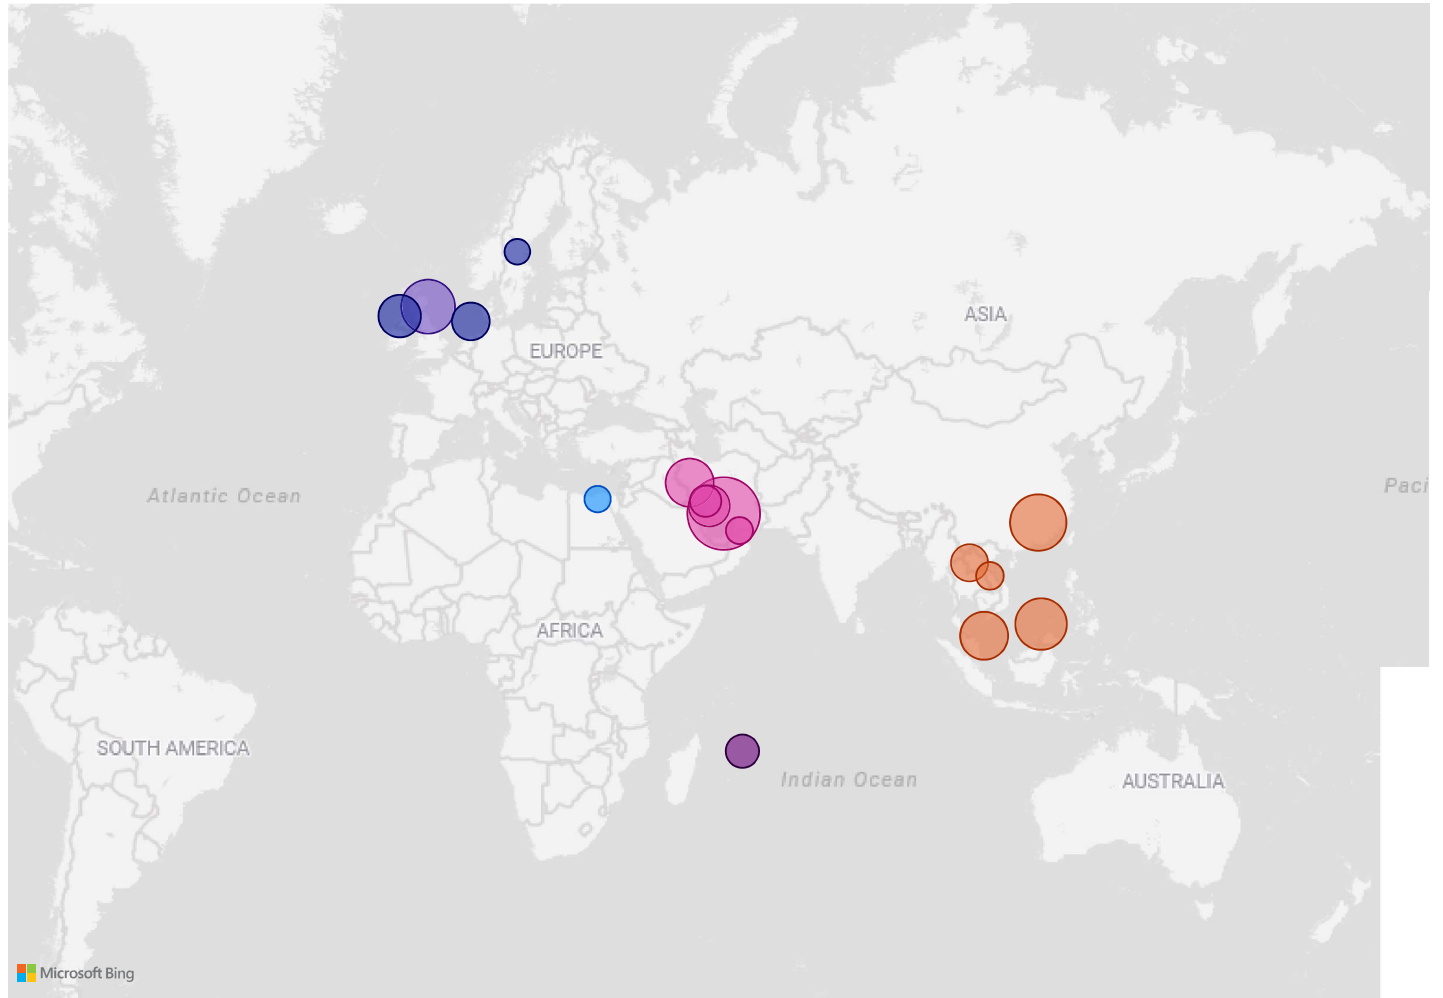 ASIA
EUROPE
Atlantic Ocean
Paci
AFRICA
SOUTH AMERICA
Indian Ocean
AUSTRALIA
Microsoft Bing